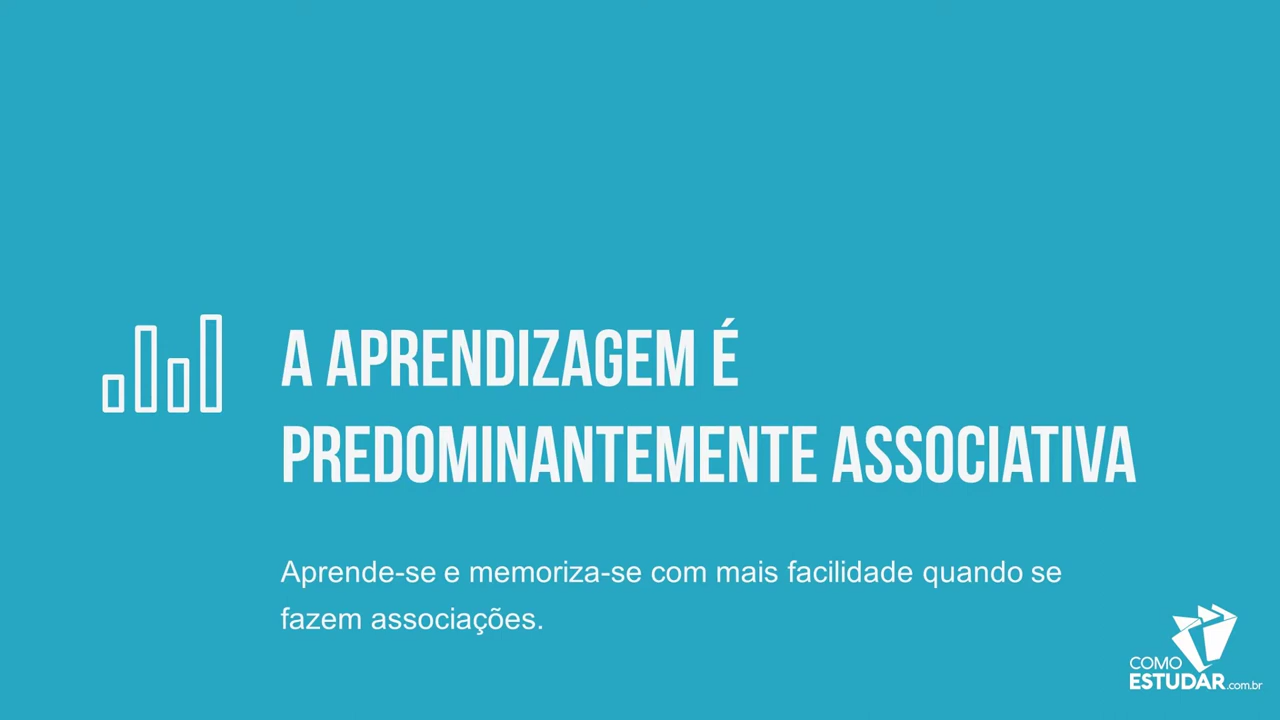 A APRENDIZAGEM É
PREDOMINANTEMENTE ASSOCIATIVA
Aprende-se e memoriza-se com mais facilidade quando se
fazem associações.
COMO
ESTUDAR.com.br